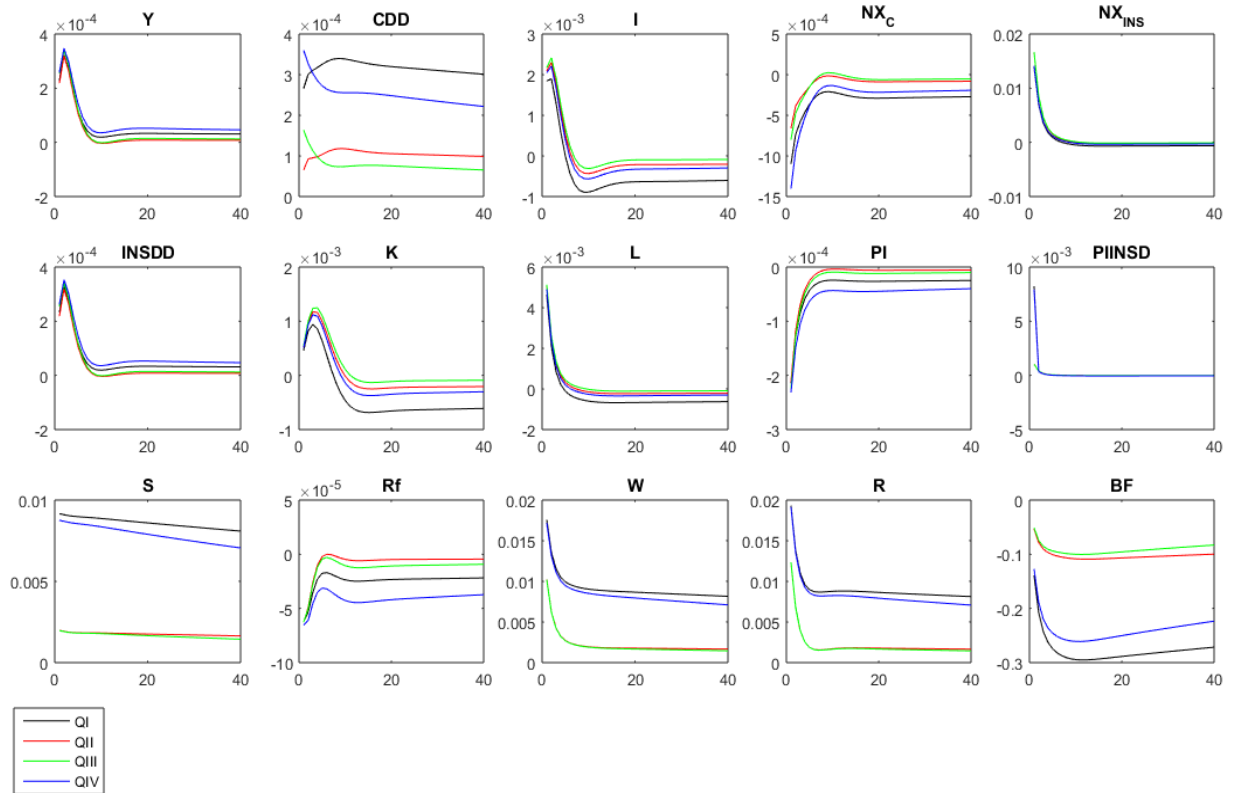 Y CDD I NX_C NX_INS
×10^-4 ×10^-4 ×10^-3 5 ×10^-4 0.02
4 4 3
3 2 0 0.01
2
2 1 -5 0
0 0
1 -10
-2 0 -1 -15 -0.01
0 20 40 0 20 40 0 20 40 0 20 40 0 20 40
INSDD K L PI PIINSD
×10^-4 ×10^-3 ×10^-3 ×10^-4 ×10^-3
4 2 6 0 10
2 1 4 -1 5
2
0 0 -2 0
0
-2 -1 -2 -3 -5
0 20 40 0 20 40 0 20 40 0 20 40 0 20 40
S Rf W R BF
0.01 5 ×10^-5 0.02 0.02 0
0 0.015 0.015 -0.1
0.005 0.01 0.01
-5 0.005 0.005 -0.2
0 -10 0 0 -0.3
0 20 40 0 20 40 0 20 40 0 20 40 0 20 40
QI
QII
QIII
QIV